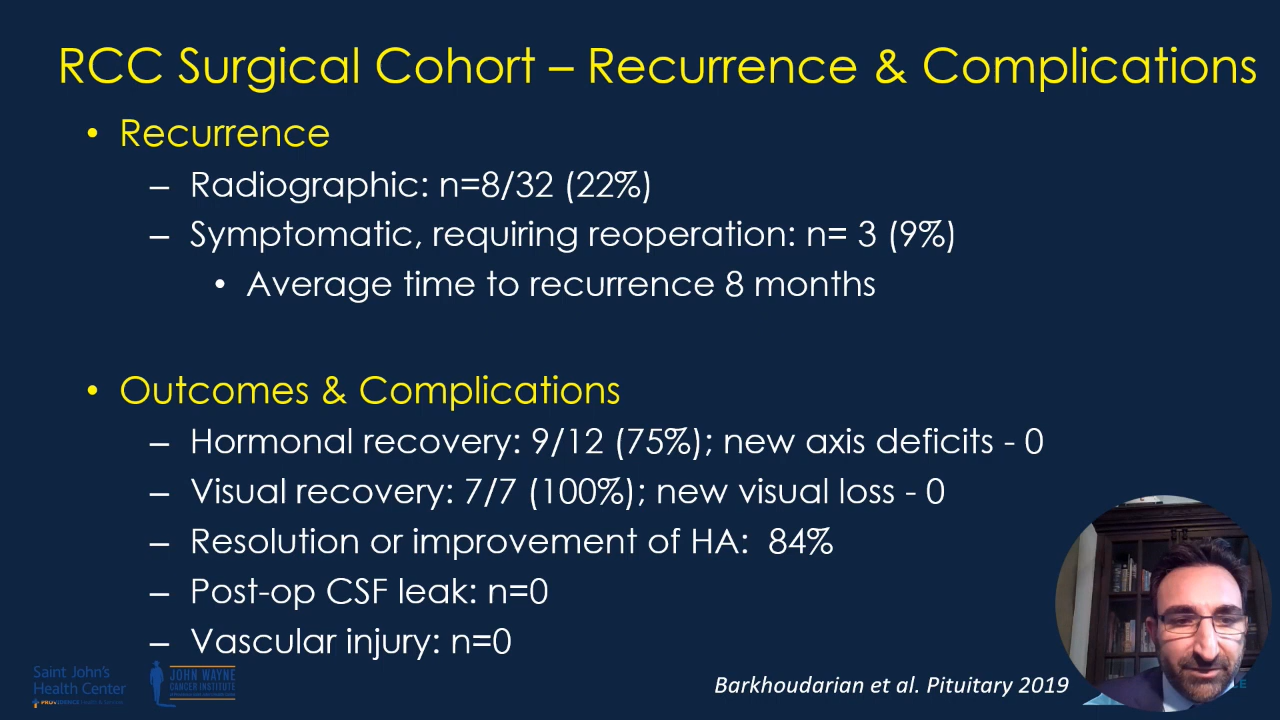 RCC Surgical Cohort – Recurrence & Complications
• Recurrence
– Radiographic: n=8/32 (22%)
– Symptomatic, requiring reoperation: n= 3 (9%)
• Average time to recurrence 8 months
• Outcomes & Complications
– Hormonal recovery: 9/12 (75%); new axis deficits - 0
– Visual recovery: 7/7 (100%); new visual loss - 0
– Resolution or improvement of HA: 84%
– Post-op CSF leak: n=0
– Vascular injury: n=0
Saint John's
Health Center
PROVIDENCE Health & Services
JOHN WAYNE
CANCER INSTITUTE
Barkhoudarian et al. Pituitary 2019